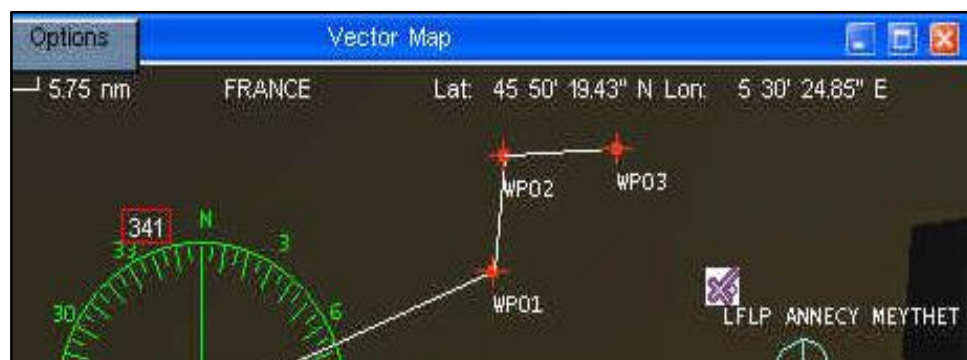 Options
Vector Map
5.75 nm FRANCE Lat: 45 50' 19.43" N Lon: 5 30' 24.85" E
WP02 WP03
341 N
33 3
30 6
WP01
LFLP ANNECY MEYTHET